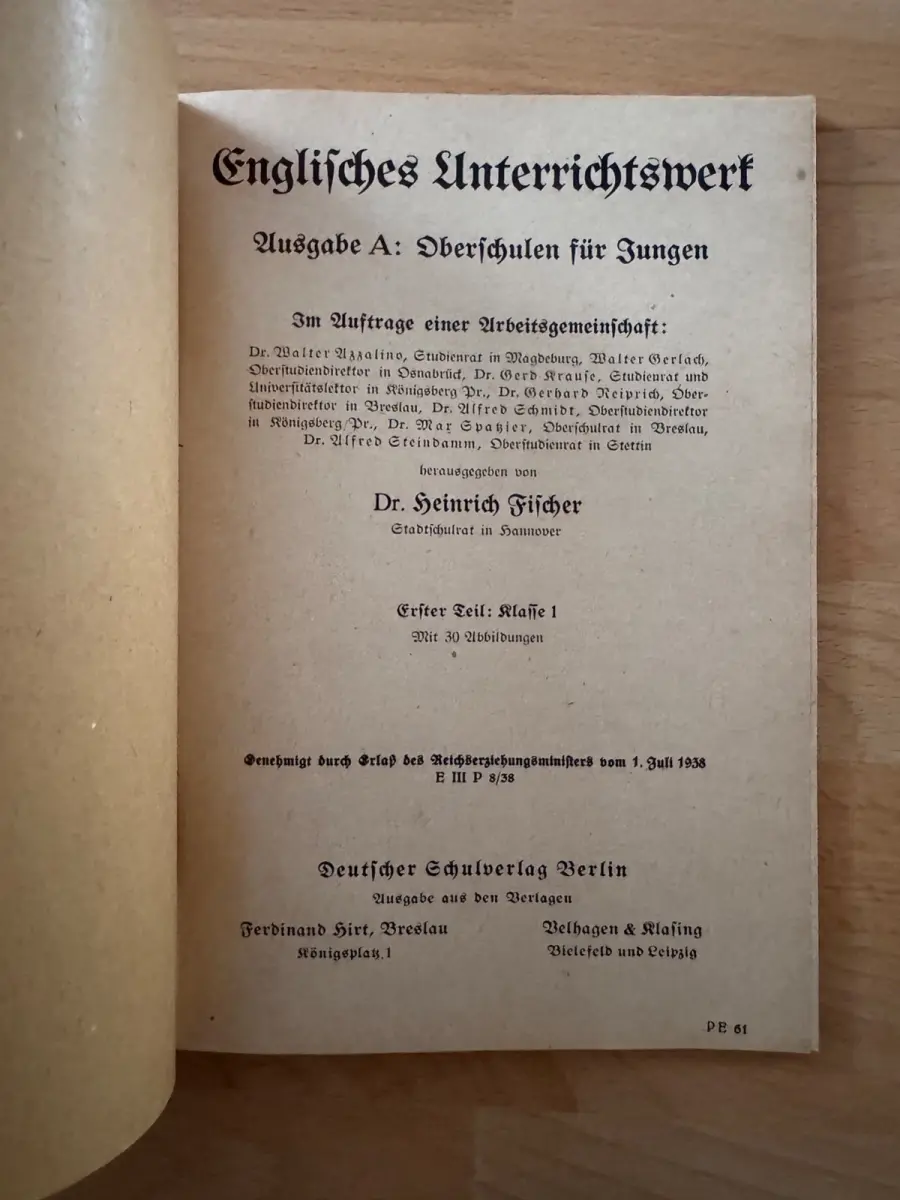 Englisches Unterrichtswerk
Ausgabe A: Oberschulen für Jungen
Im Auftrage einer Arbeitsgemeinschaft:
Dr. Walter Azzalino, Studienrat in Magdeburg, Walter Gerlach,
Oberstudiendirektor in Osnabrück, Dr. Gerd Krause, Studienrat und
Universitätslektor in Königsberg/Pr., Dr. Gerhard Reiprich, Ober-
studiendirektor in Breslau, Dr. Alfred Schmidt, Oberstudiendirektor
in Königsberg/Pr., Dr. Max Spatzier, Oberschulrat in Breslau,
Dr. Alfred Steindamm, Oberstudienrat in Stettin
herausgegeben von
Dr. Heinrich Fischer
Stadtschulrat in Hannover
Erster Teil: Klasse 1
Mit 30 Abbildungen
Genehmigt durch Erlaß des Reichserziehungsministers vom 1. Juli 1938
E III P 8/38
Deutscher Schulverlag Berlin
Ausgabe aus den Verlagen
Ferdinand Hirt, Breslau
Königsplatz 1
Velhagen & Klasing
Bielefeld und Leipzig
PE 61